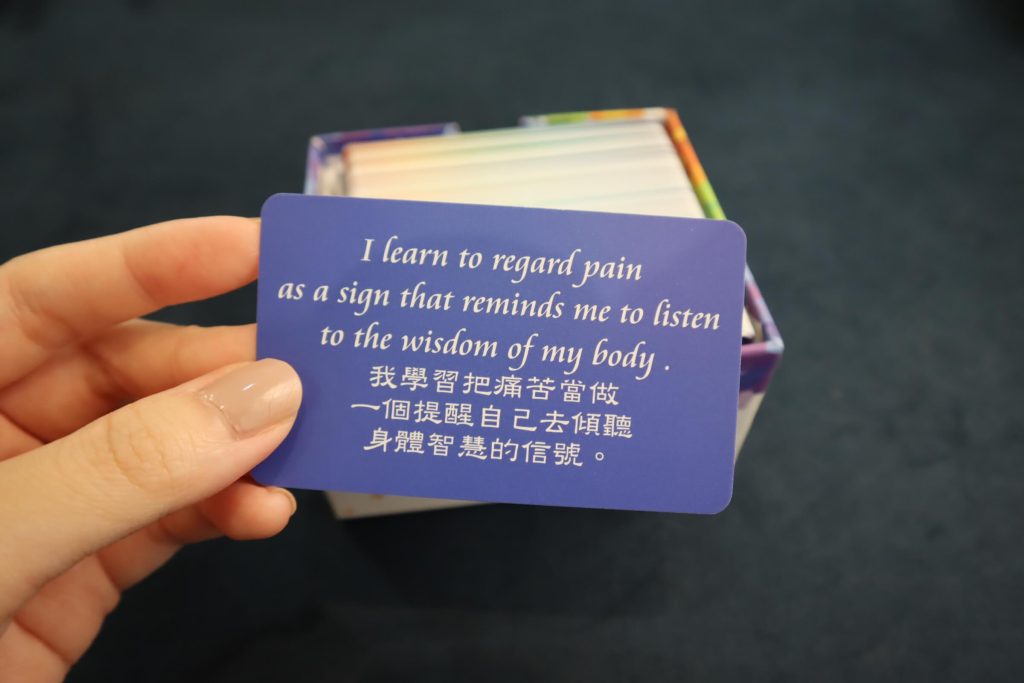 I learn to regard pain
as a sign that reminds me to listen
to the wisdom of my body .
我學習把痛苦當做
一個提醒自己去傾聽
身體智慧的信號。